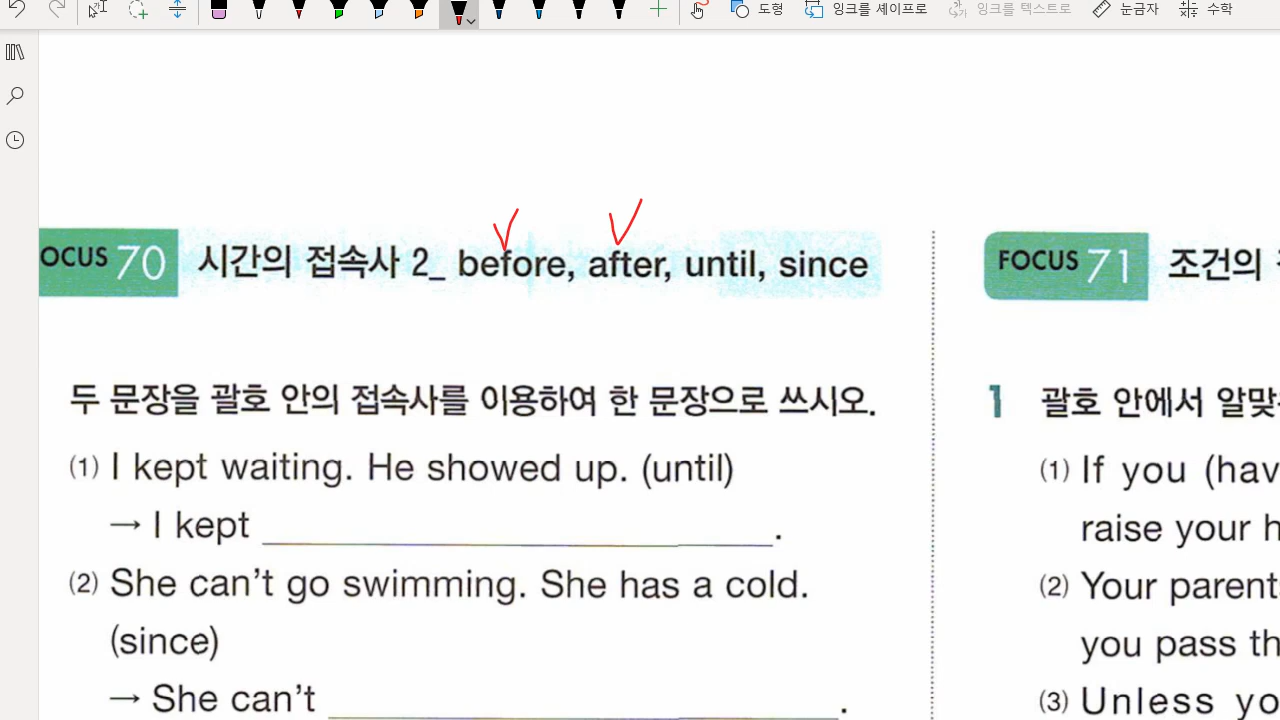 도형
잉크를 셰이프로
잉크를 텍스트로
눈금자
수학
OCUS 70 시간의 접속사 2_ before, after, until, since
두 문장을 괄호 안의 접속사를 이용하여 한 문장으로 쓰시오.
(1) I kept waiting. He showed up. (until)
→ I kept ______.
(2) She can't go swimming. She has a cold.
(since)
→ She can't ______.
FOCUS 71 조건의
1 괄호 안에서 알맞
(1) If you (hav
raise your h
(2) Your parent
you pass th
(3) Unless yo